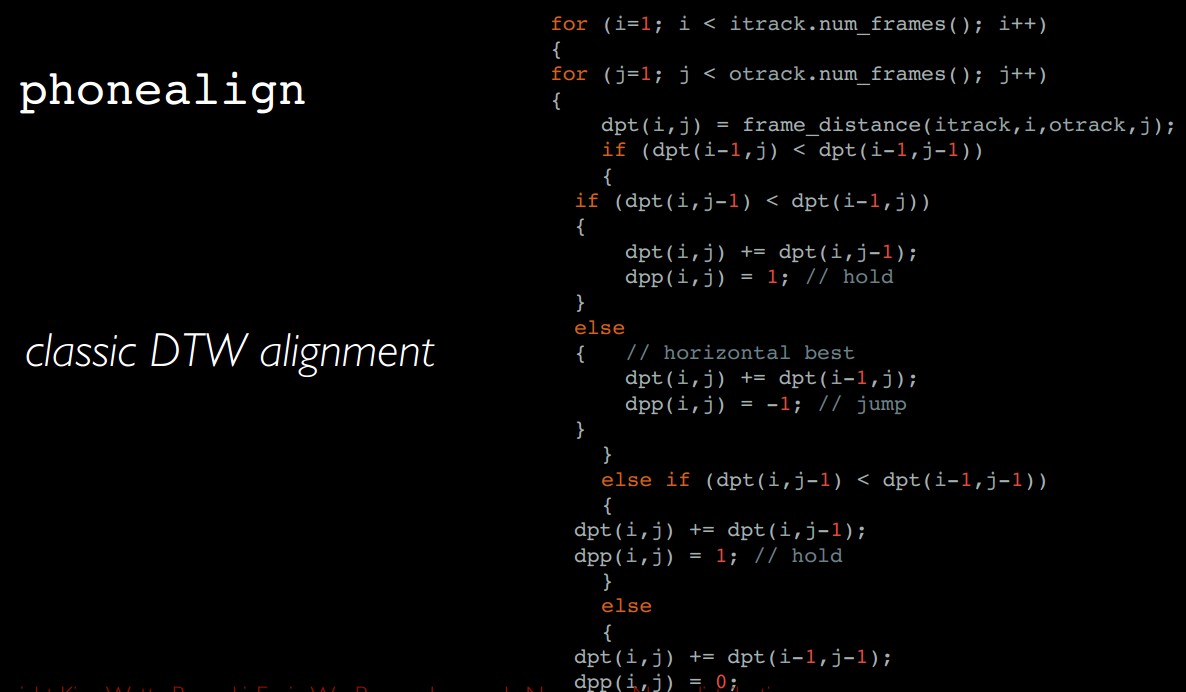 phonealign
classic DTW alignment
for (i=1; i < itrack.num_frames(); i++)
{
for (j=1; j < otrack.num_frames(); j++)
{
dpt(i,j) = frame_distance(itrack,i,otrack,j);
if (dpt(i-1,j) < dpt(i-1,j-1))
{
if (dpt(i,j-1) < dpt(i-1,j))
{
dpt(i,j) += dpt(i,j-1);
dpp(i,j) = 1; // hold
}
else
{ // horizontal best
dpt(i,j) += dpt(i-1,j);
dpp(i,j) = -1; // jump
}
}
else if (dpt(i,j-1) < dpt(i-1,j-1))
{
dpt(i,j) += dpt(i,j-1);
dpp(i,j) = 1; // hold
}
else
{
dpt(i,j) += dpt(i-1,j-1);
dpp(i,j) = 0;